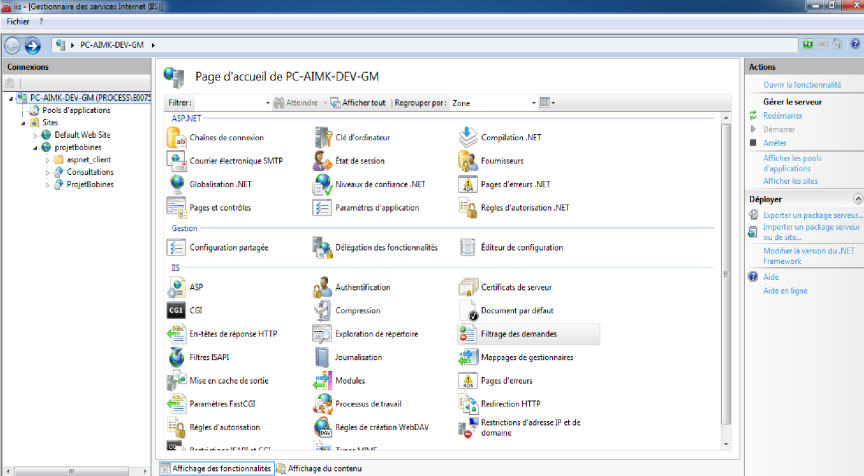 iis - [Gestionnaire des services Internet (IIS)]
Fichier ?
PC-AIMK-DEV-GM
Connexions
PC-AIMK-DEV-GM (PROCESS\E0075
Pools d'applications
Sites
Default Web Site
projetbobines
aspnet_client
Consultations
ProjetBobines
Page d'accueil de PC-AIMK-DEV-GM
Filtrer : Atteindre Afficher tout Regrouper par : Zone
ASP.NET
Chaînes de connexion Clé d'ordinateur Compilation .NET
Courrier électronique SMTP État de session Fournisseurs
Globalisation .NET Niveaux de confiance .NET Pages d'erreurs .NET
Pages et contrôles Paramètres d'application Règles d'autorisation .NET
Gestion
Configuration partagée Délégation des fonctionnalités Éditeur de configuration
IIS
ASP Authentification Certificats de serveur
CGI CGI Compression Document par défaut
En-têtes de réponse HTTP Exploration de répertoire Filtrage des demandes
Filtres ISAPI Journalisation Mappages de gestionnaires
Mise en cache de sortie Modules 404 Pages d'erreurs
Paramètres FastCGI Processus de travail Redirection HTTP
Règles d'autorisation Règles de création WebDAV Restrictions d'adresse IP et de
domaine
Restrictions ISAPI et CGI Types MIME
Affichage des fonctionnalités Affichage du contenu
Actions
Ouvrir la fonctionnalité
Gérer le serveur
Redémarrer
Démarrer
Arrêter
Afficher les pools
d'applications
Afficher les sites
Déployer
Exporter un package serveur...
Importer un package serveur
ou de site...
Modifier la version du .NET
Framework
Aide
Aide en ligne